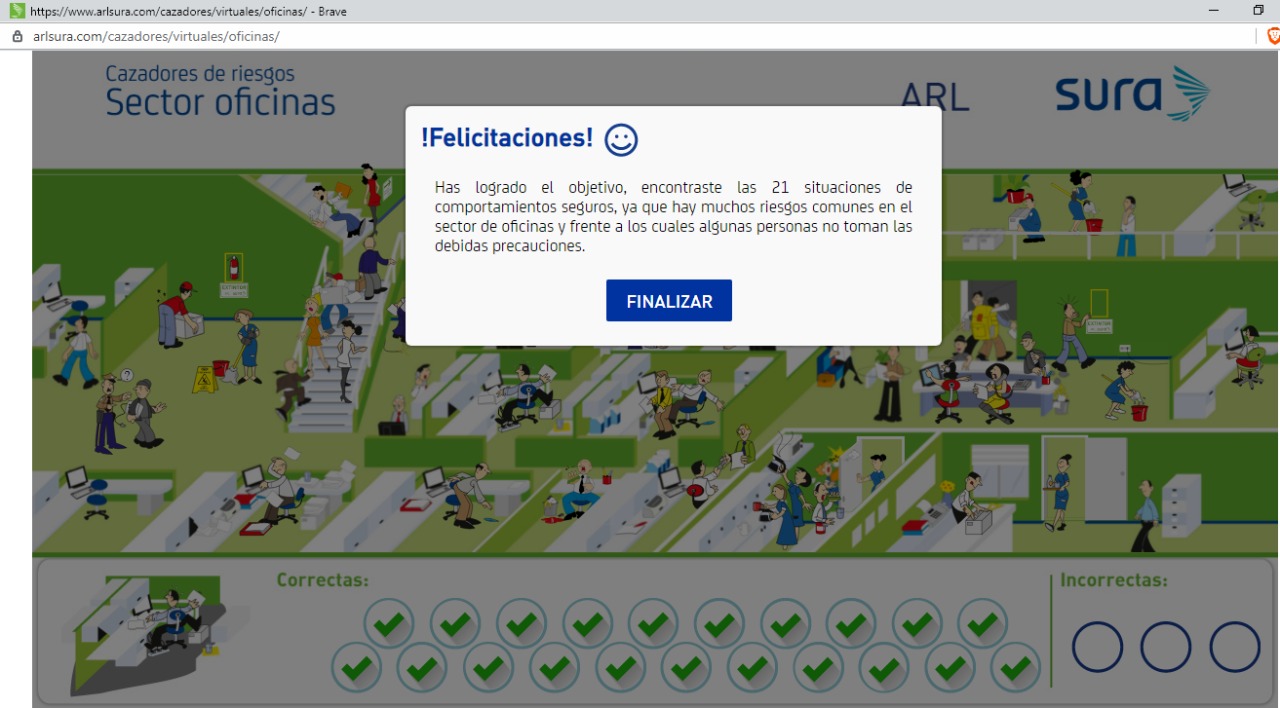 https://www.arlsura.com/cazadores/virtuales/oficinas/ - Brave
arlsura.com/cazadores/virtuales/oficinas/
Cazadores de riesgos
Sector oficinas
ARL
sura
!Felicitaciones!
Has logrado el objetivo, encontraste las 21 situaciones de
comportamientos seguros, ya que hay muchos riesgos comunes en el
sector de oficinas y frente a los cuales algunas personas no toman las
debidas precauciones.
FINALIZAR
EXTINTOR
EXTINTOR
?
Correctas:
Incorrectas: